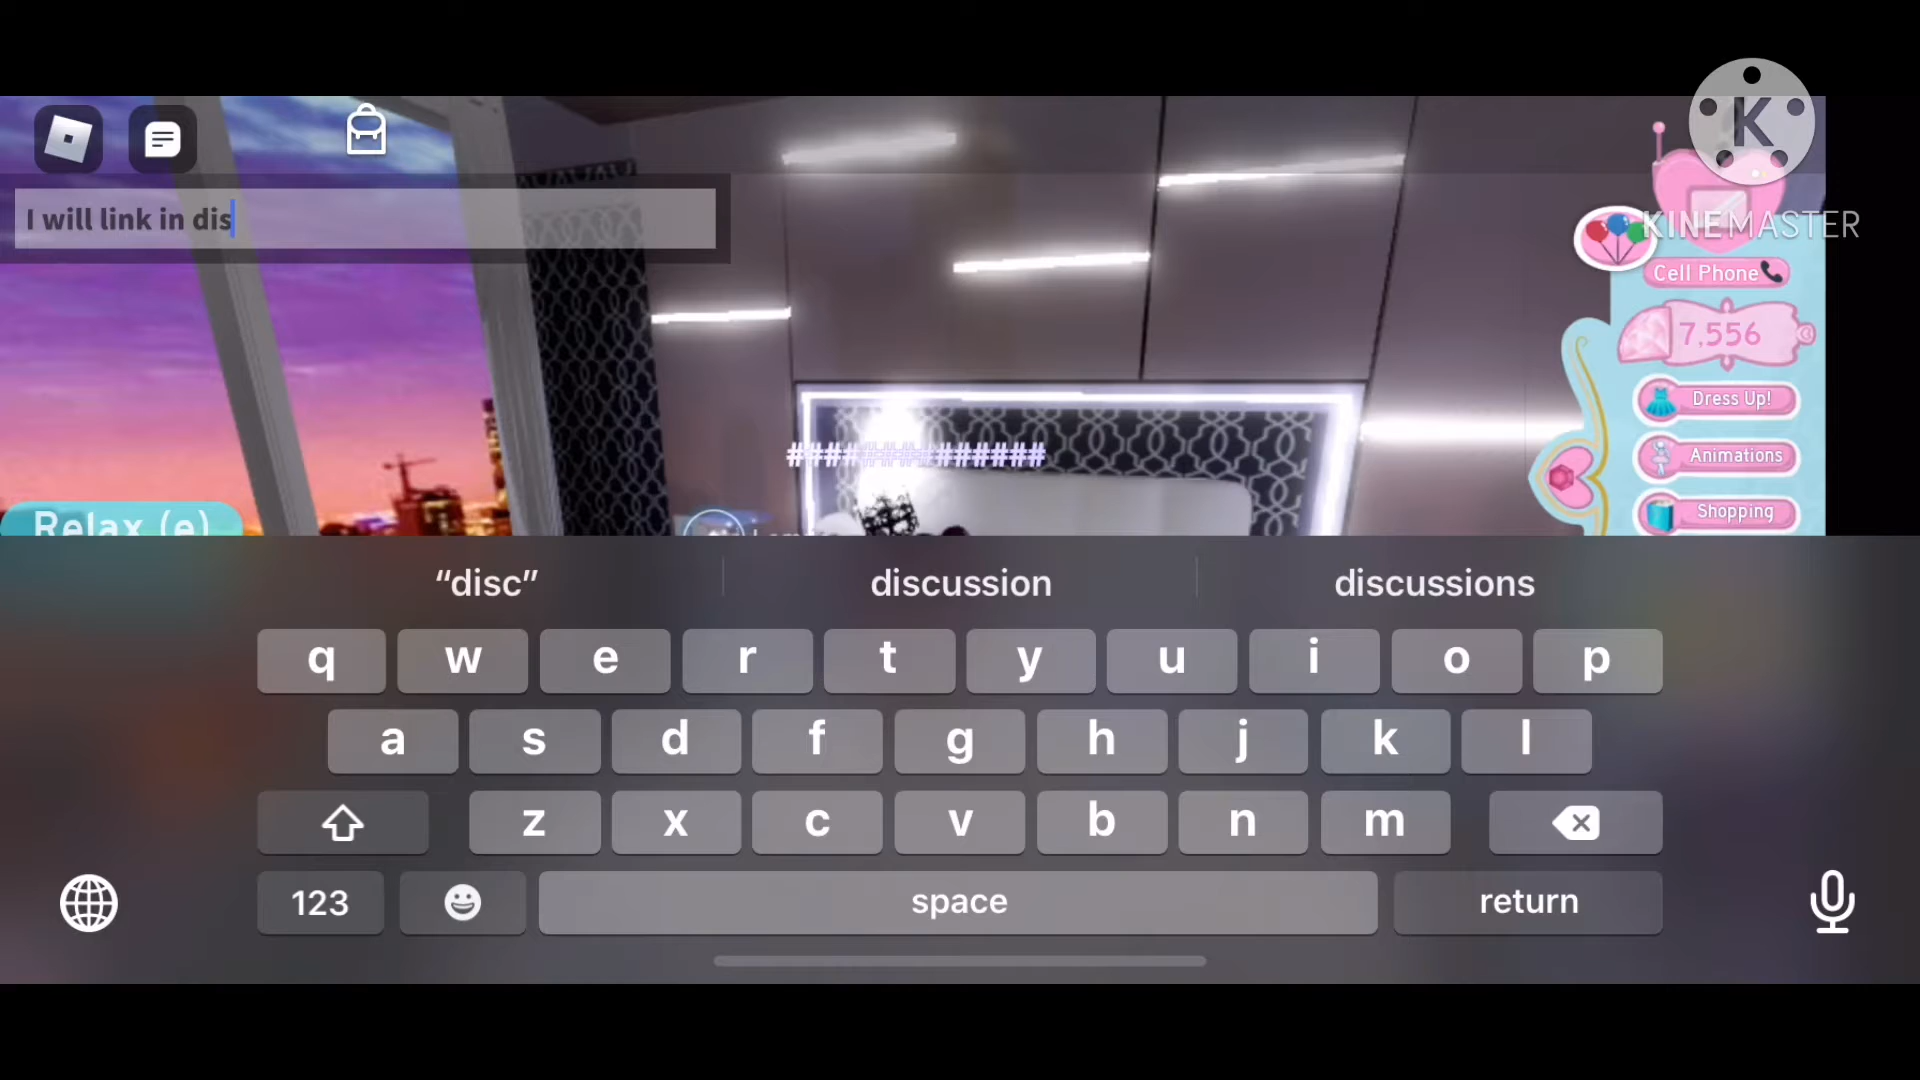 K
KINEMASTER
I will link in dis
Cell Phone
7,556
Dress Up!
Animations
Shopping
##############
Relax (e)
“disc” discussion discussions
q w e r t y u i o p
a s d f g h j k l
z x c v b n m
123 space return